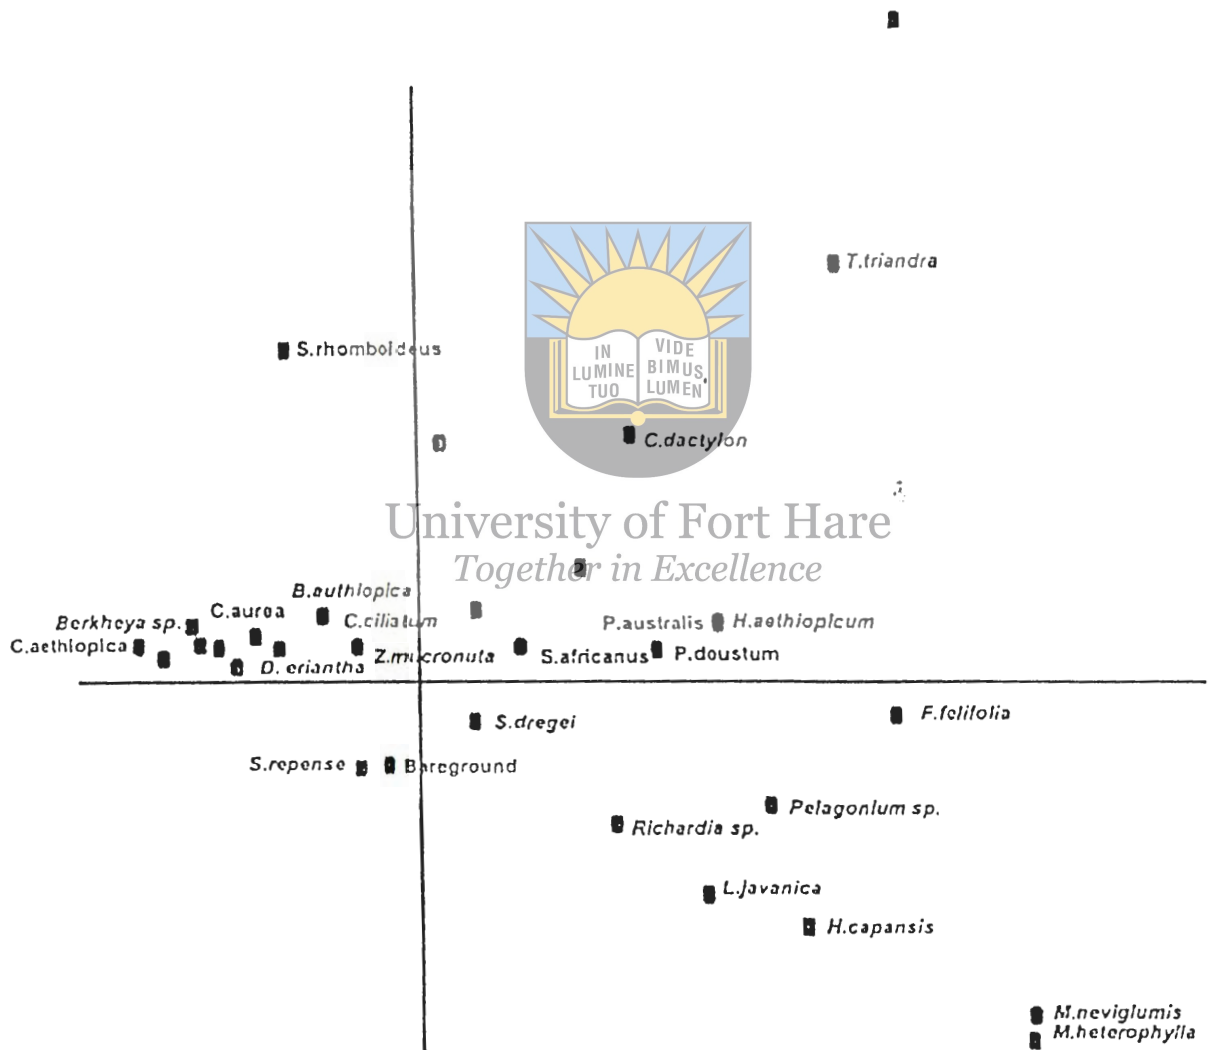 T.triandra
S.rhomboideus
IN LUMINE TUO
VIDE BIMUS LUMEN
C.dactylon
University of Fort Hare
Together in Excellence
B.authiopica
C.aurea
Berkheya sp.
C.ciliatum
P.australis
H.aethiopicum
C.aethiopica
Z.mucronuta
S.africanus
P.doustum
D. eriantha
S.dregei
F.felifolia
S.repense
Bareground
Pelagonium sp.
Richardia sp.
L.javanica
H.capansis
M.neviglumis
M.heterophylla